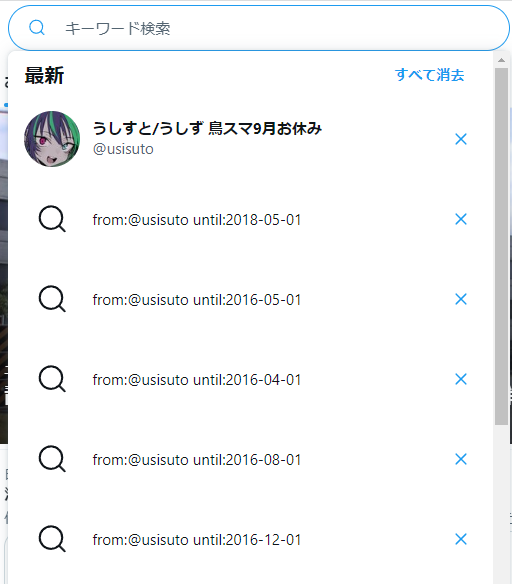 キーワード検索
最新
すべて消去
うしすと/うしず 鳥スマ9月お休み
@usisuto
from:@usisuto until:2018-05-01
from:@usisuto until:2016-05-01
from:@usisuto until:2016-04-01
from:@usisuto until:2016-08-01
from:@usisuto until:2016-12-01